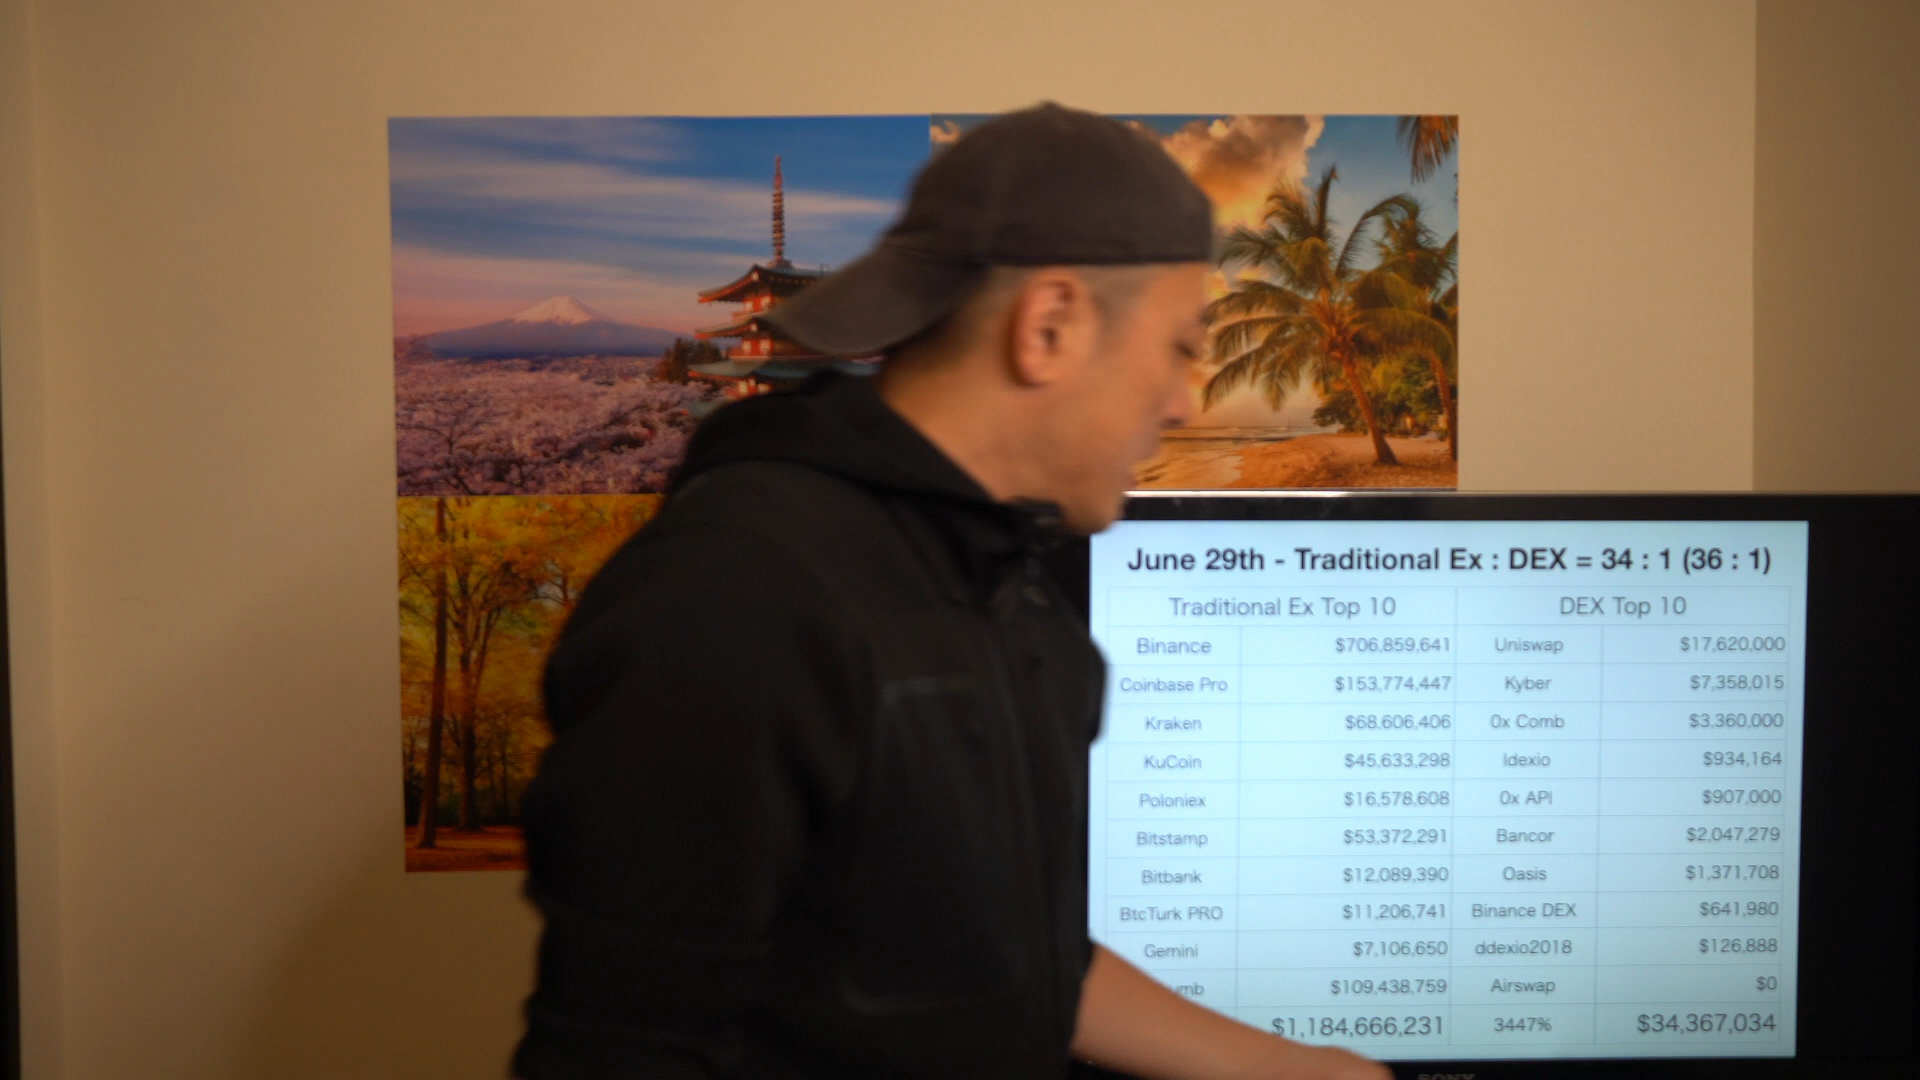 June 29th - Traditional Ex : DEX = 34 : 1 (36 : 1)
Traditional Ex Top 10 DEX Top 10
Binance $706,859,641 Uniswap $17,620,000
Coinbase Pro $153,774,447 Kyber $7,358,015
Kraken $68,606,406 0x Comb $3,360,000
KuCoin $45,633,298 Idexio $934,164
Poloniex $16,578,608 0x API $907,000
Bitstamp $53,372,291 Bancor $2,047,279
Bitbank $12,089,390 Oasis $1,371,708
BtcTurk PRO $11,206,741 Binance DEX $641,980
Gemini $7,106,650 ddexio2018 $126,888
umb $109,438,759 Airswap $0
$1,184,666,231 3447% $34,367,034
SONY